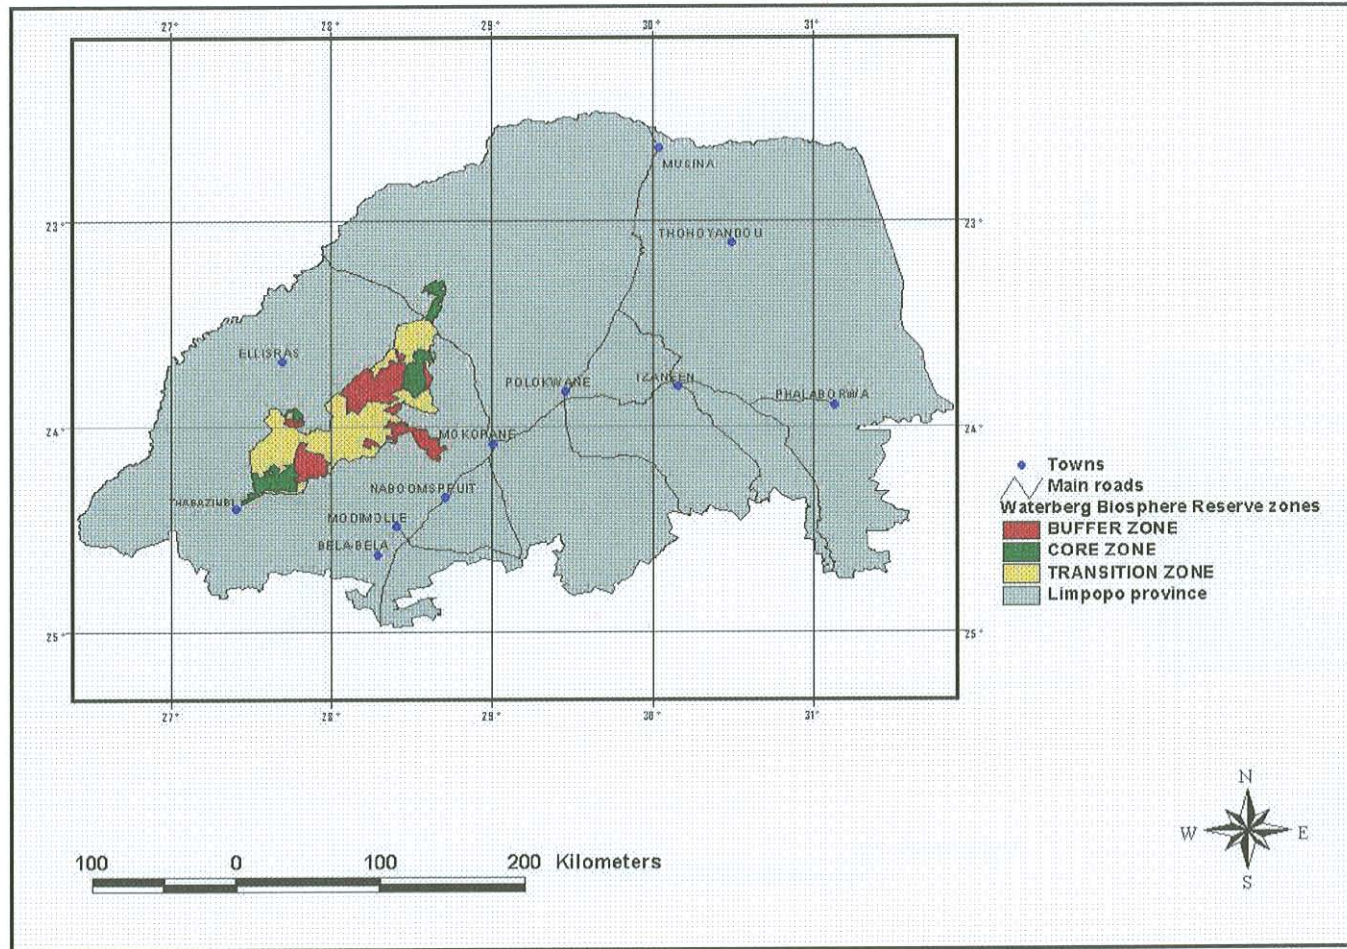 27° 28° 29° 30° 31°
MUSINA
23° 23°
THOHOYANDOU
ELLISRAS
POLOKWANE
TZANEEN
PHALABORWA
24° 24°
MOKOPANE
NABOOMSPRUIT
THABAZIMBI
MODIMOLLE
BELA-BELA
25° 25°
27° 28° 29° 30° 31°
Towns
Main roads
Waterberg Biosphere Reserve zones
BUFFER ZONE
CORE ZONE
TRANSITION ZONE
Limpopo province
N
W E
S
100 0 100 200 Kilometers